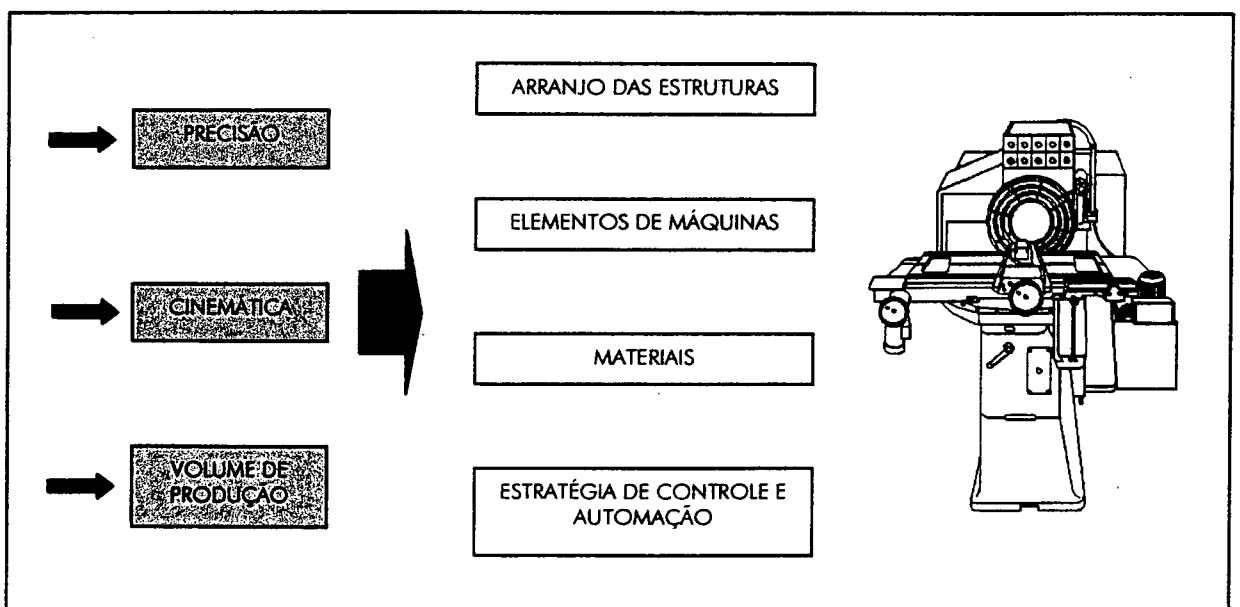 PRECISÃO
CINEMÁTICA
VOLUME DE
PRODUÇÃO
ARRANJO DAS ESTRUTURAS
ELEMENTOS DE MÁQUINAS
MATERIAIS
ESTRATÉGIA DE CONTROLE E
AUTOMAÇÃO